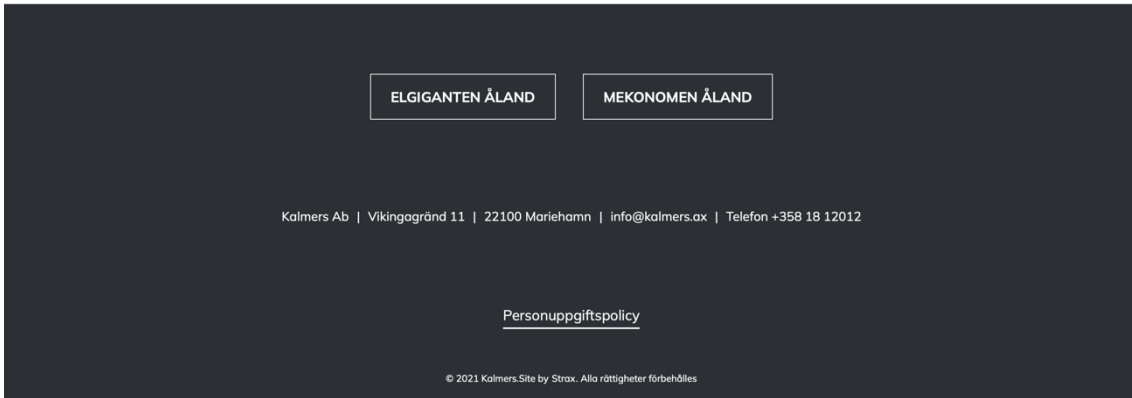 ELGIGANTEN ÅLAND
MEKONOMEN ÅLAND
Kalmers Ab | Vikingagränd 11 | 22100 Mariehamn | info@kalmers.ax | Telefon +358 18 12012
Personuppgiftspolicy
© 2021 Kalmers.Site by Strax. Alla rättigheter förbehålles